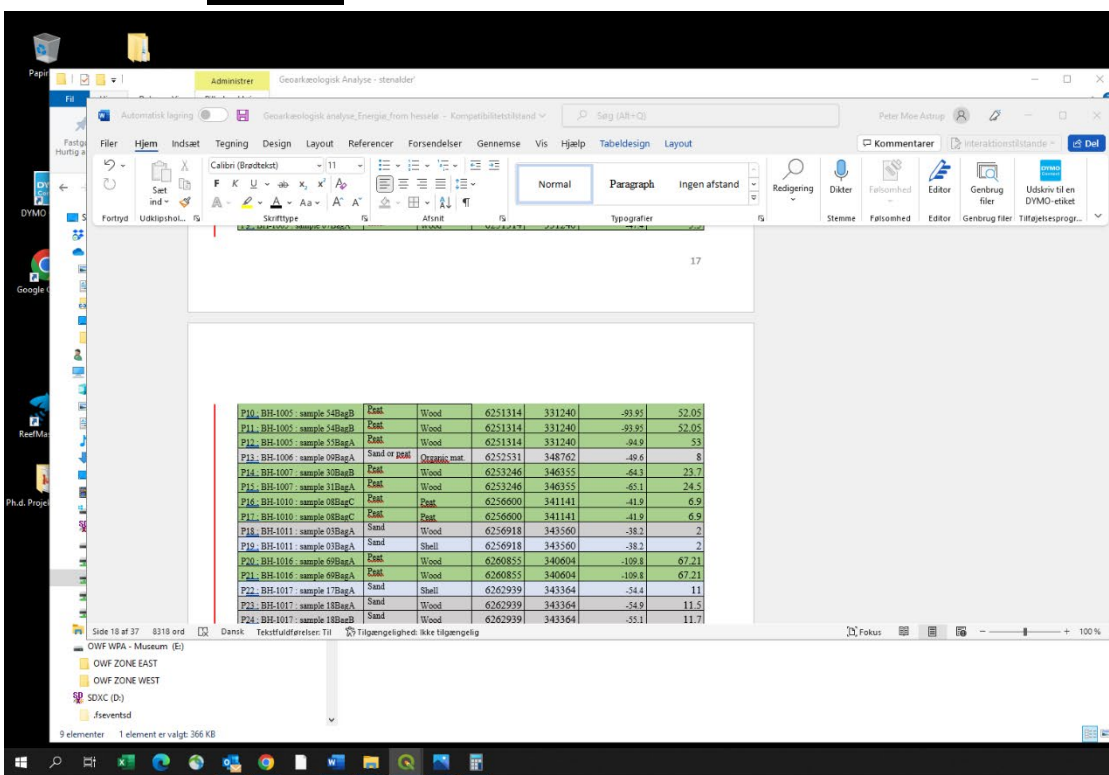 Papir
Administrer Geoarkæologisk Analyse - stenalder'
Fil
Automatisk lagring Geoarkæologisk analyse_Energie_from hesselø - Kompatibilitetstilstand Søg (Alt+Q) Peter Moe Astrup
Filer Hjem Indsæt Tegning Design Layout Referencer Forsendelser Gennemse Vis Hjælp Tabeldesign Layout Kommentarer Interaktionstilstande Del
Fastgø
Hurtig a
Calibri (Brødtekst) 11
F K U ab x₂ x² A
A Aa A^ A˅
Sæt
ind
Normal Paragraph Ingen afstand
Redigering Dikter Følsomhed Editor Genbrug
filer Udskriv til en
DYMO-etiket
Fortryd Udklipshol... Skrifttype Afsnit Typografier Stemme Følsomhed Editor Genbrug filer Tilføjelsesprogr...
DYMO
Google
17
P10 : BH-1005 : sample 54BagB Peat Wood 6251314 331240 -93.95 52.05
P11 : BH-1005 : sample 54BagB Peat Wood 6251314 331240 -93.95 52.05
P12 : BH-1005 : sample 55BagA Peat Wood 6251314 331240 -94.9 53
P13 : BH-1006 : sample 09BagA Sand or peat Organic mat. 6252531 348762 -49.6 8
P14 : BH-1007 : sample 30BagB Peat Wood 6253246 346355 -64.3 23.7
P15 : BH-1007 : sample 31BagA Peat Wood 6253246 346355 -65.1 24.5
P16 : BH-1010 : sample 08BagC Peat Peat 6256600 341141 -41.9 6.9
P17 : BH-1010 : sample 08BagC Peat Peat 6256600 341141 -41.9 6.9
P18 : BH-1011 : sample 03BagA Sand Wood 6256918 343560 -38.2 2
P19 : BH-1011 : sample 03BagA Sand Shell 6256918 343560 -38.2 2
P20 : BH-1016 : sample 69BagA Peat Wood 6260855 340604 -109.8 67.21
P21 : BH-1016 : sample 69BagA Peat Wood 6260855 340604 -109.8 67.21
P22 : BH-1017 : sample 17BagA Sand Shell 6262939 343364 -54.4 11
P23 : BH-1017 : sample 18BagA Sand Wood 6262939 343364 -54.9 11.5
P24 : BH-1017 : sample 18BagB Sand Wood 6262939 343364 -55.1 11.7
ReefMa
Ph.d. Projel
Side 18 af 37 8318 ord Dansk Tekstfuldførelser: Til Tilgængelighed: Ikke tilgængelig Fokus 100 %
OWF WPA - Museum (E:)
OWF ZONE EAST
OWF ZONE WEST
SDXC (D:)
.fseventsd
9 elementer 1 element er valgt: 366 KB